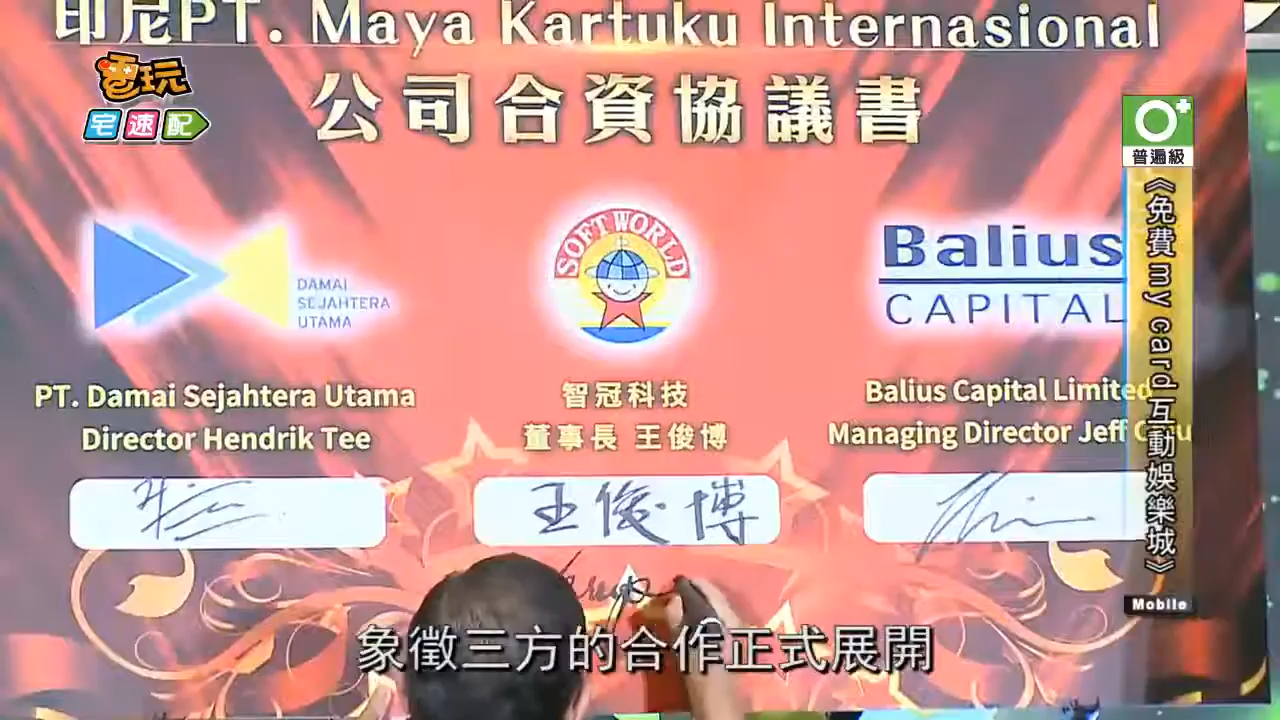 印尼PT. Maya Kartuku Internasional
公司合資協議書
電玩
宅速配
普遍級
《免費my card互動娛樂城》
Mobile
DAMAI
SEJAHTERA
UTAMA
SOFT WORLD
Balius
CAPITAL
PT. Damai Sejahtera Utama
Director Hendrik Tee
智冠科技
董事長 王俊博
Balius Capital Limited
Managing Director Jeff
王俊博
象徵三方的合作正式展開